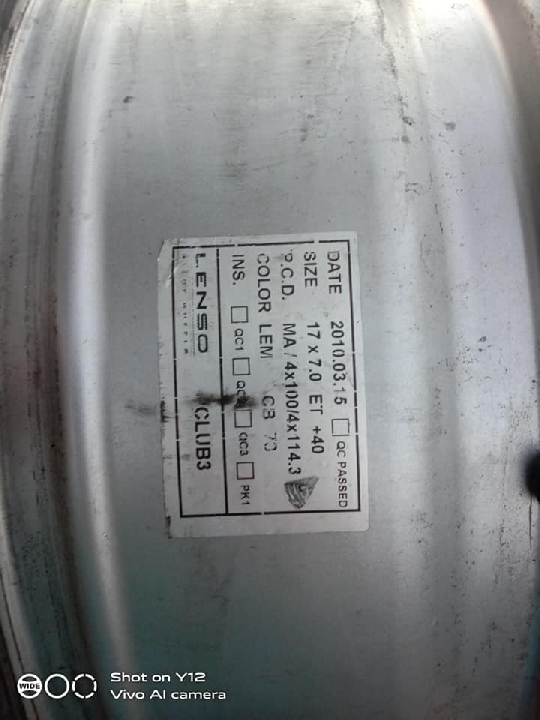 DATE 2010.03.15 QC PASSED
SIZE 17 x 7.0 ET +40
P.C.D. MA / 4x100/4x114.3
COLOR LEM CB 73
INS. QC1 QC2 QC3 PK1
LENSO CLUB3
ALLOY WHEELS
WIDE
Shot on Y12
Vivo AI camera